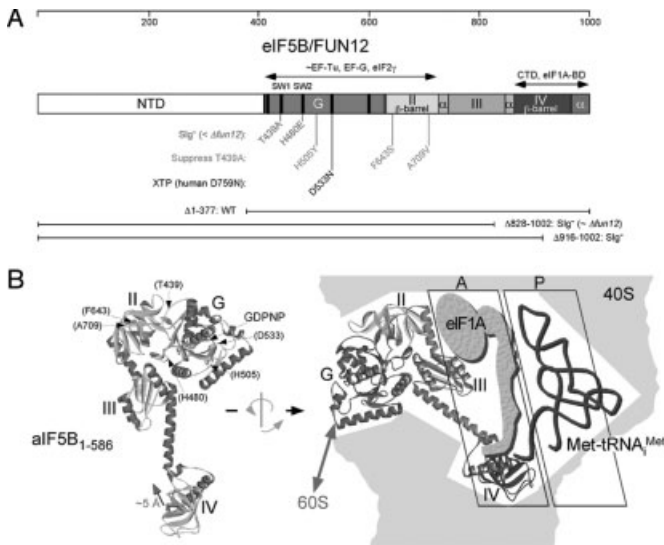 A
0 200 400 600 800 1000
eIF5B/FUN12
~EF-Tu, EF-G, eIF2γ
CTD, eIF1A-BD
SW1 SW2
NTD G II β-barrel α III α IV β-barrel α
Slg⁻ (< Δfun12) T439A H480E
Suppress T439A: H505Y F643S A709V
XTP (human D759N) D533N
Δ1-377: WT
Δ828-1002: Slg⁻ (~ Δfun12)
Δ916-1002: Slg⁻
B
II (T439) G GDPNP
(F643)
(A709)
(D533)
(H505)
(H480)
III
aIF5B1-586
~5 Å
IV
A P 40S
II eIF1A
G III
Met-tRNAiMet
IV
60S